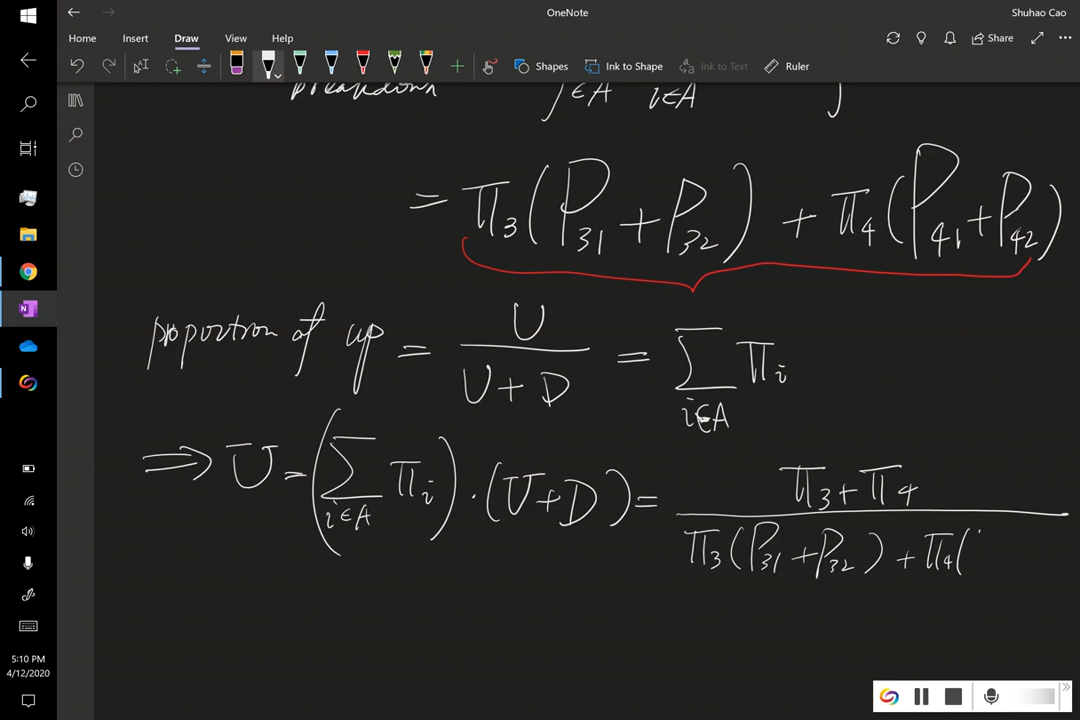 OneNote
Shuhao Cao
Home Insert Draw View Help
Share
Shapes Ink to Shape Ink to Text Ruler
breakdown j∈A i∈A
= π₃(P₃₁+P₃₂) + π₄(P₄₁+P₄₂)
proportion of up = U/(U+D) = ∑_{i∈A} πᵢ
⟹ U = (∑_{i∈A} πᵢ)·(U+D) = π₃+π₄
π₃(P₃₁+P₃₂) + π₄(
5:10 PM
4/12/2020